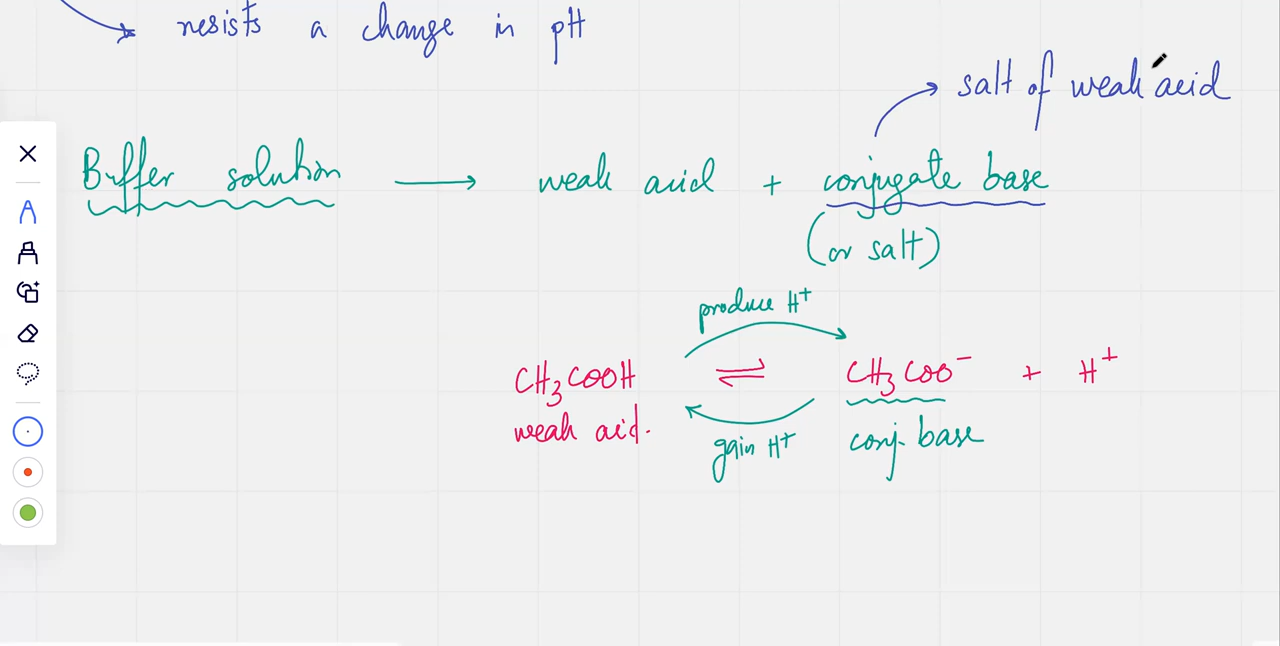 resists a change in pH
salt of weak acid
Buffer solution → weak acid + conjugate base
(or salt)
produce H⁺
CH₃COOH ⇌ CH₃COO⁻ + H⁺
weak acid.
gain H⁺
conj. base